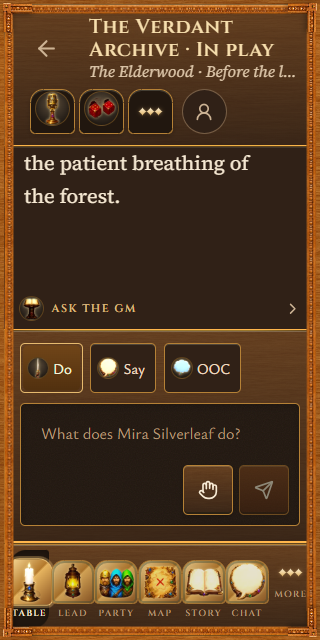 The Verdant
Archive · In play
The Elderwood · Before the l...
the patient breathing of
the forest.
ASK THE GM
Do
Say
OOC
What does Mira Silverleaf do?
TABLE
LEAD
PARTY
MAP
STORY
CHAT
MORE